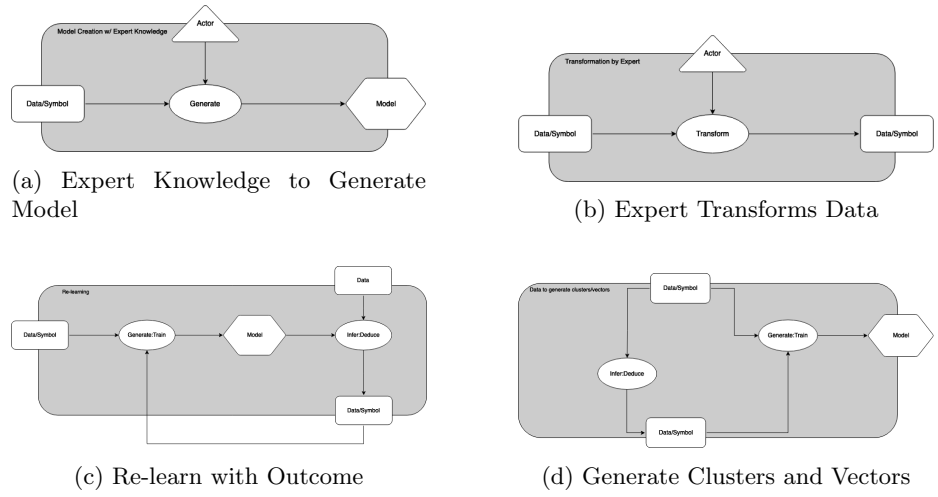 Model Creation w/ Expert Knowledge
Actor
Data/Symbol
Generate
Model
(a) Expert Knowledge to Generate
Model
Transformation by Expert
Actor
Data/Symbol
Transform
Data/Symbol
(b) Expert Transforms Data
Re-learning
Data
Data/Symbol
Generate:Train
Model
Infer:Deduce
Data/Symbol
(c) Re-learn with Outcome
Data to generate clusters/vectors
Data/Symbol
Generate:Train
Model
Infer:Deduce
Data/Symbol
(d) Generate Clusters and Vectors